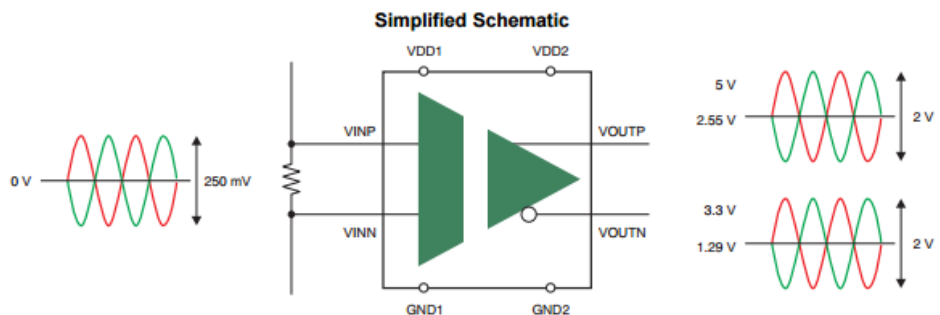 Simplified Schematic
VDD1
VDD2
VINP
VOUTP
0 V
250 mV
VINN
VOUTN
GND1
GND2
5 V
2.55 V
2 V
3.3 V
1.29 V
2 V